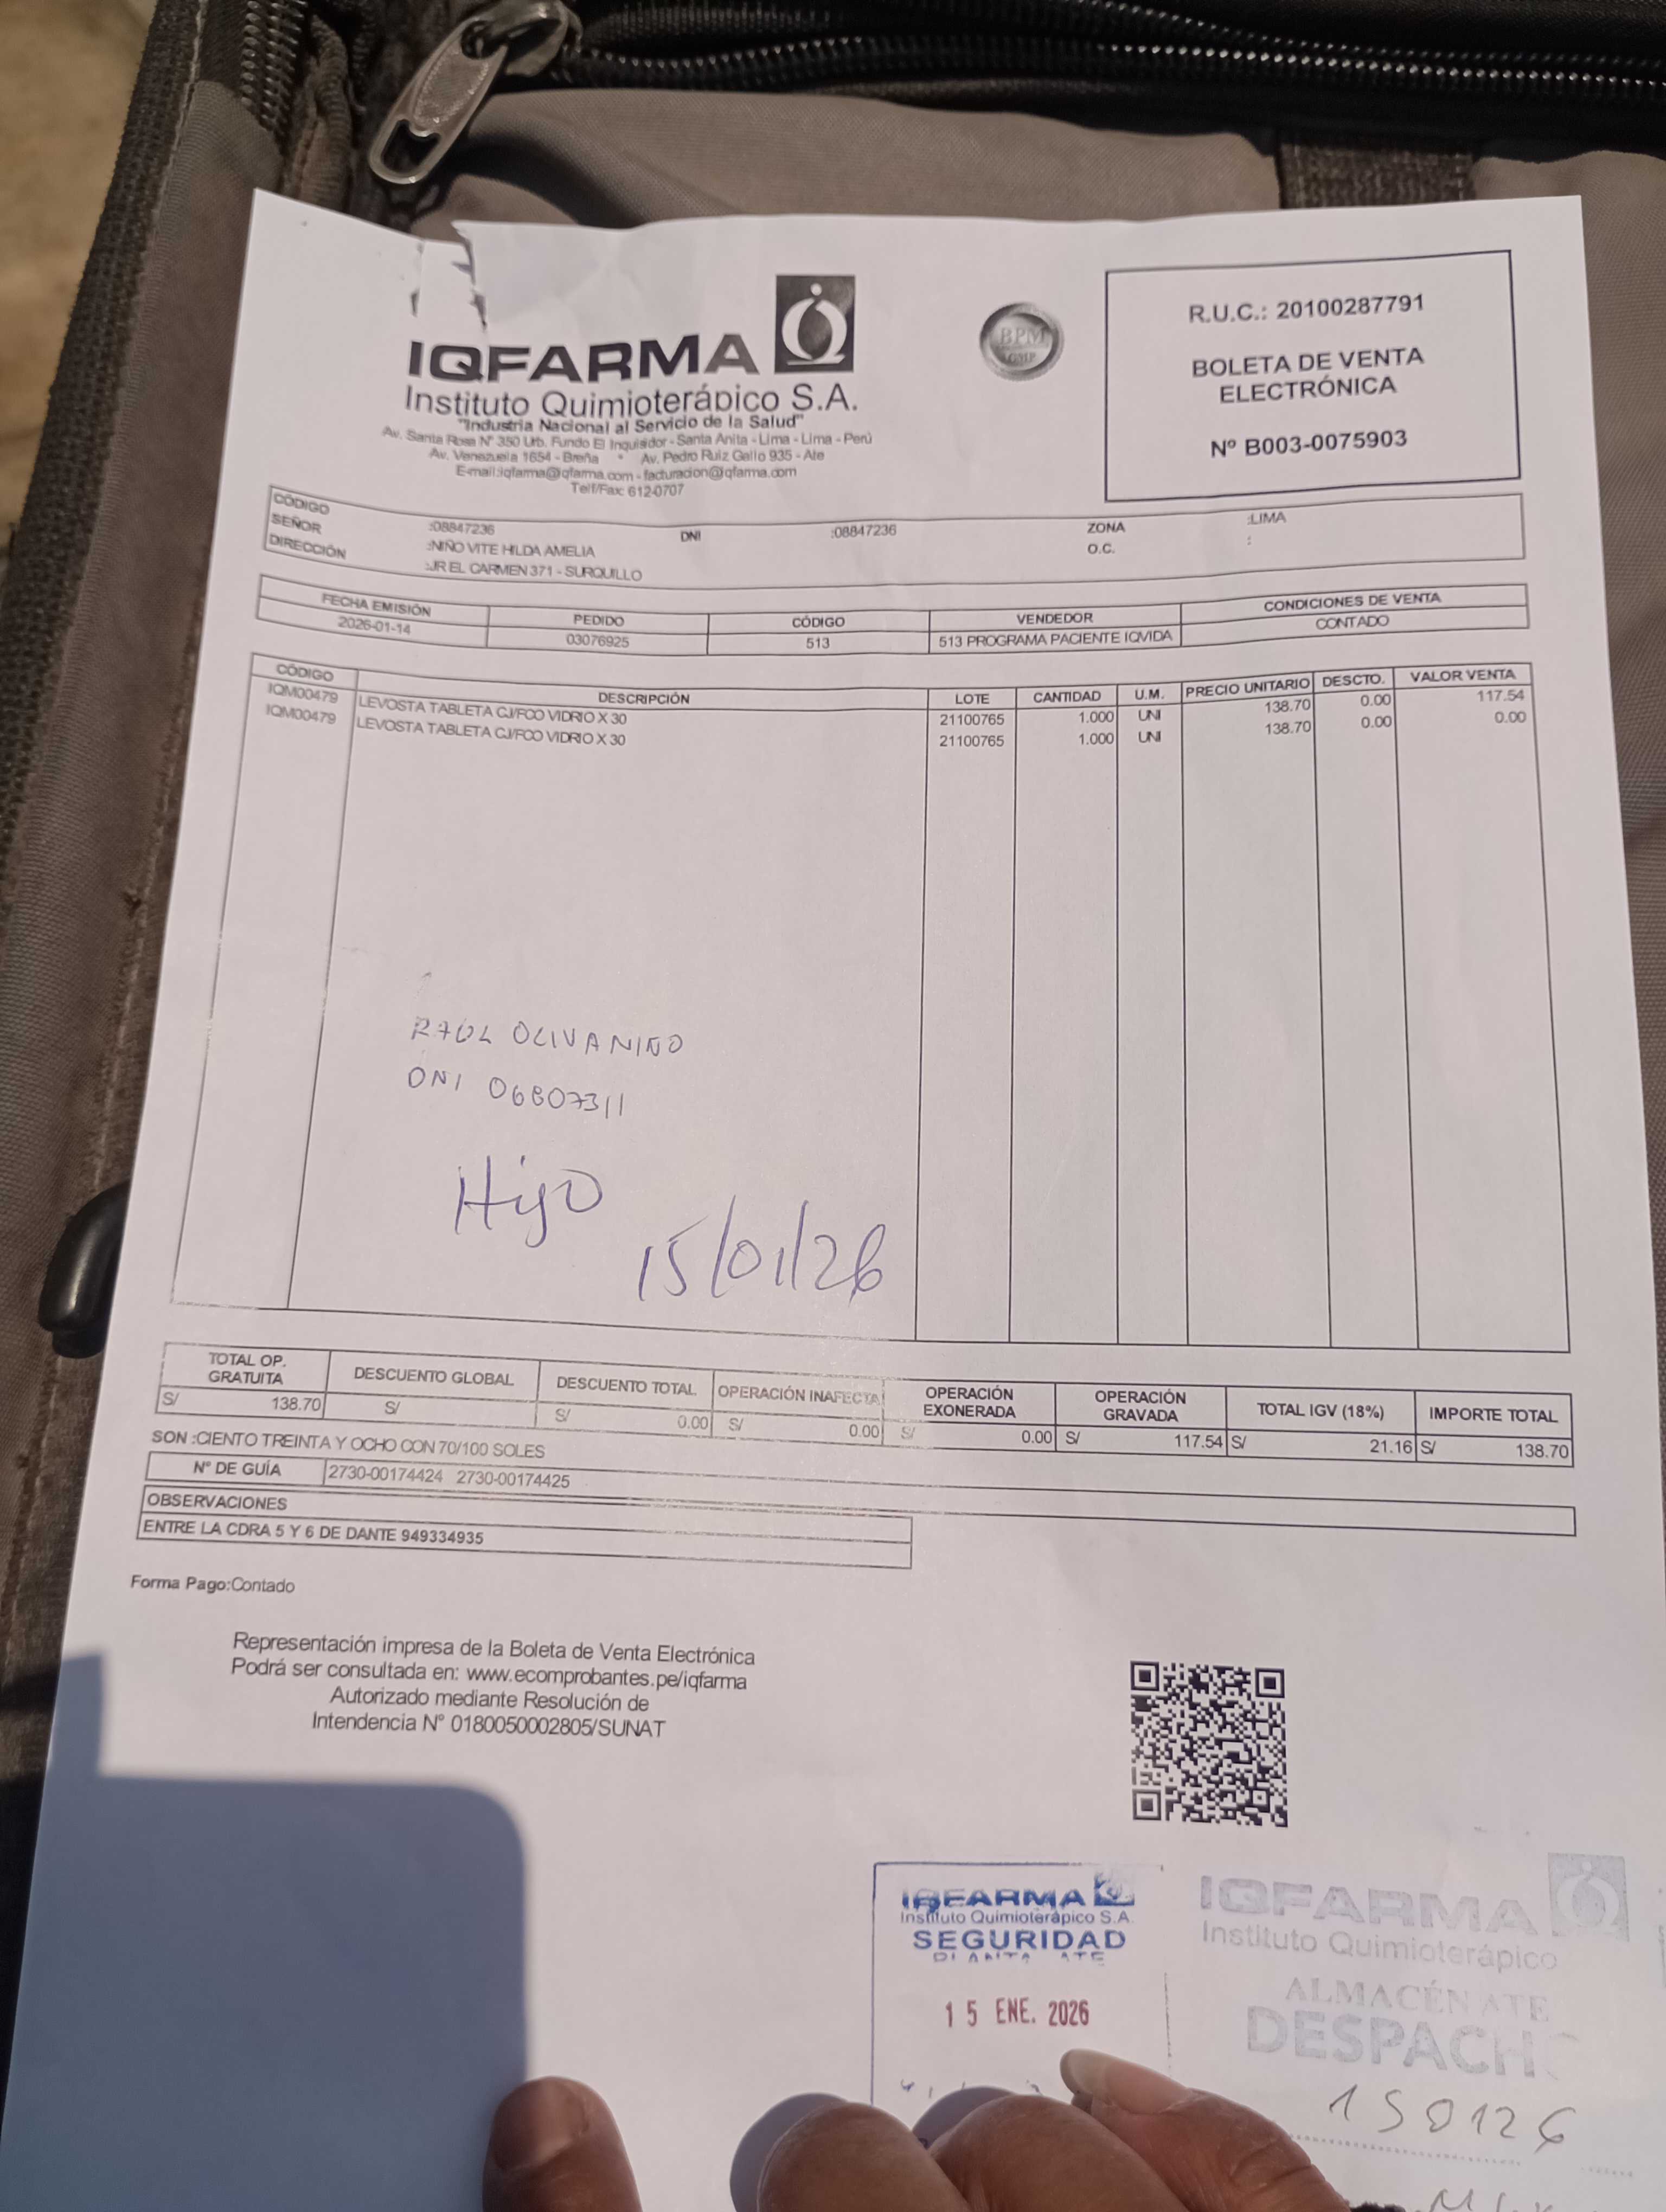 IQFARMA
Instituto Quimioterápico S.A.
"Industria Nacional al Servicio de la Salud"
Av. Santa Rosa N° 350 Urb. Fundo El Inquisidor - Santa Anita - Lima - Lima - Perú
Av. Venezuela 1654 - Breña * Av. Pedro Ruiz Gallo 935 - Ate
E-mail:iqfarma@iqfarma.com - facturacion@iqfarma.com
Telf/Fax: 612-0707
BPM
GMP
R.U.C.: 20100287791
BOLETA DE VENTA
ELECTRÓNICA
Nº B003-0075903
CÓDIGO :08847236 DNI :08847236 ZONA :LIMA
SEÑOR :NIÑO VITE HILDA AMELIA O.C. :
DIRECCIÓN :JR EL CARMEN 371 - SURQUILLO
FECHA EMISIÓN PEDIDO CÓDIGO VENDEDOR CONDICIONES DE VENTA
2026-01-14 03076925 513 513 PROGRAMA PACIENTE IQVIDA CONTADO
CÓDIGO DESCRIPCIÓN LOTE CANTIDAD U.M. PRECIO UNITARIO DESCTO. VALOR VENTA
IQM00479 LEVOSTA TABLETA CJ/FCO VIDRIO X 30 21100765 1.000 UNI 138.70 0.00 117.54
IQM00479 LEVOSTA TABLETA CJ/FCO VIDRIO X 30 21100765 1.000 UNI 138.70 0.00 0.00
RAUL OLIVA NIÑO
DNI 06807311
Hijo
15/01/26
TOTAL OP. GRATUITA DESCUENTO GLOBAL DESCUENTO TOTAL OPERACIÓN INAFECTA OPERACIÓN EXONERADA OPERACIÓN GRAVADA TOTAL IGV (18%) IMPORTE TOTAL
S/ 138.70 S/ S/ 0.00 S/ 0.00 S/ 0.00 S/ 117.54 S/ 21.16 S/ 138.70
SON :CIENTO TREINTA Y OCHO CON 70/100 SOLES
N° DE GUÍA 2730-00174424 2730-00174425
OBSERVACIONES
ENTRE LA CDRA 5 Y 6 DE DANTE 949334935
Forma Pago:Contado
Representación impresa de la Boleta de Venta Electrónica
Podrá ser consultada en: www.ecomprobantes.pe/iqfarma
Autorizado mediante Resolución de
Intendencia N° 0180050002805/SUNAT
IQFARMA
Instituto Quimioterápico S.A.
SEGURIDAD
PLANTA ATE
15 ENE. 2026
IQFARMA
Instituto Quimioterápico
ALMACÉN ATE
DESPACHO
150126